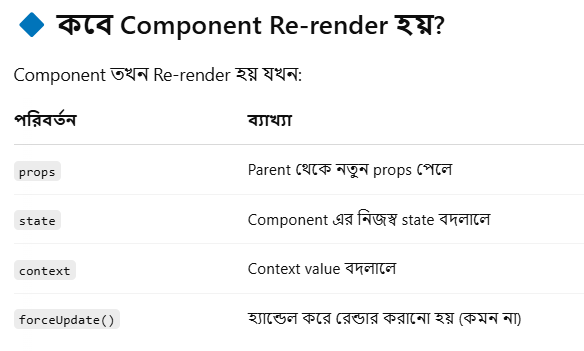 🔷 কবে Component Re-render হয়?
Component তখন Re-render হয় যখন:
পরিবর্তন ব্যাখ্যা
props Parent থেকে নতুন props পেলে
state Component এর নিজস্ব state বদলালে
context Context value বদলালে
forceUpdate() হ্যান্ডেল করে রেন্ডার করানো হয় (কমন না)